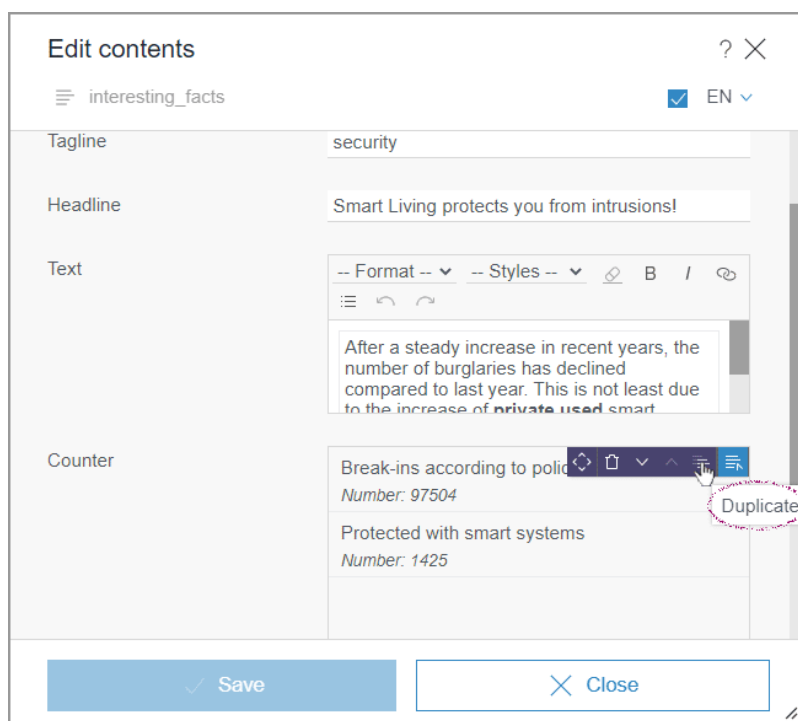 Edit contents
?
interesting_facts
EN
Tagline
security
Headline
Smart Living protects you from intrusions!
Text
-- Format --
-- Styles --
B
I
After a steady increase in recent years, the
number of burglaries has declined
compared to last year. This is not least due
to the increase of private used smart
Counter
Break-ins according to polic
Number: 97504
Duplicate
Protected with smart systems
Number: 1425
Save
Close